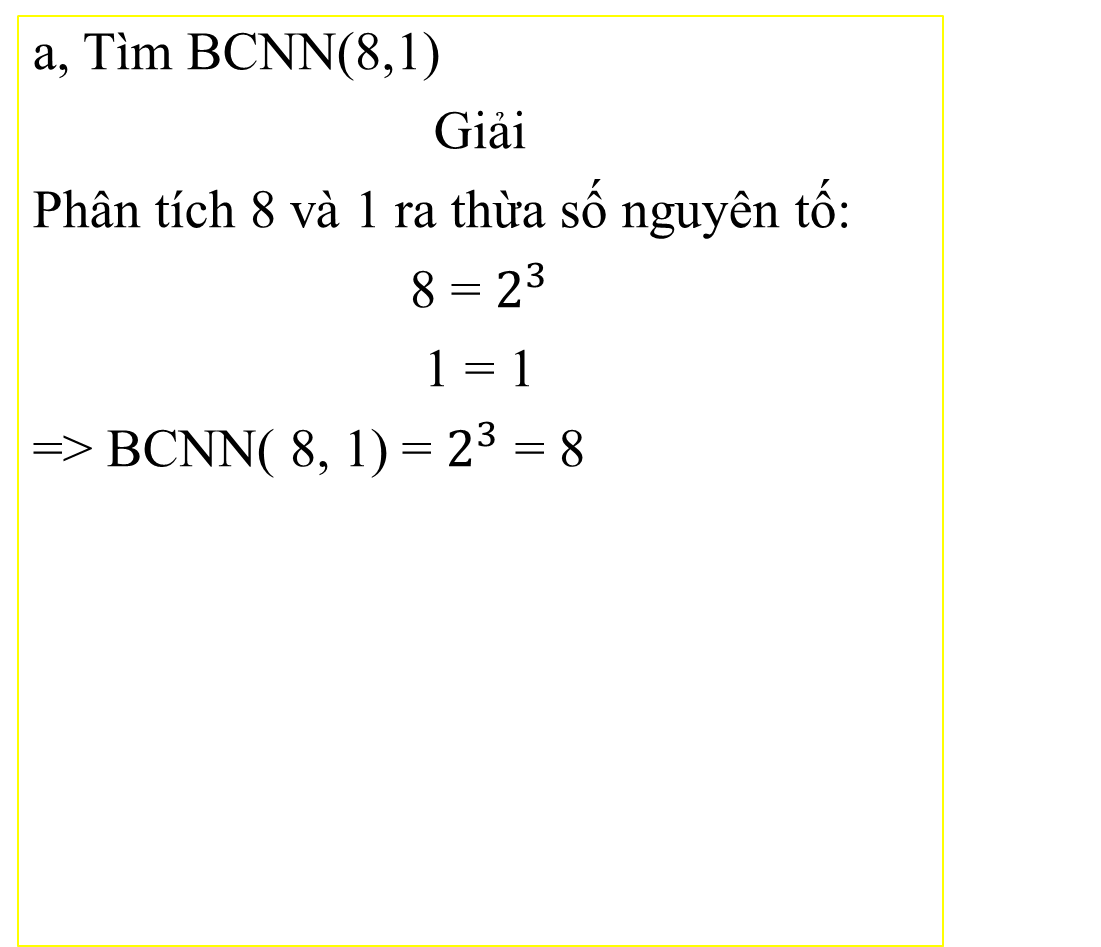 a, Tìm BCNN(8,1)
Giải
Phân tích 8 và 1 ra thừa số nguyên tố:
8 = 2³
1 = 1
=> BCNN( 8, 1) = 2³ = 8